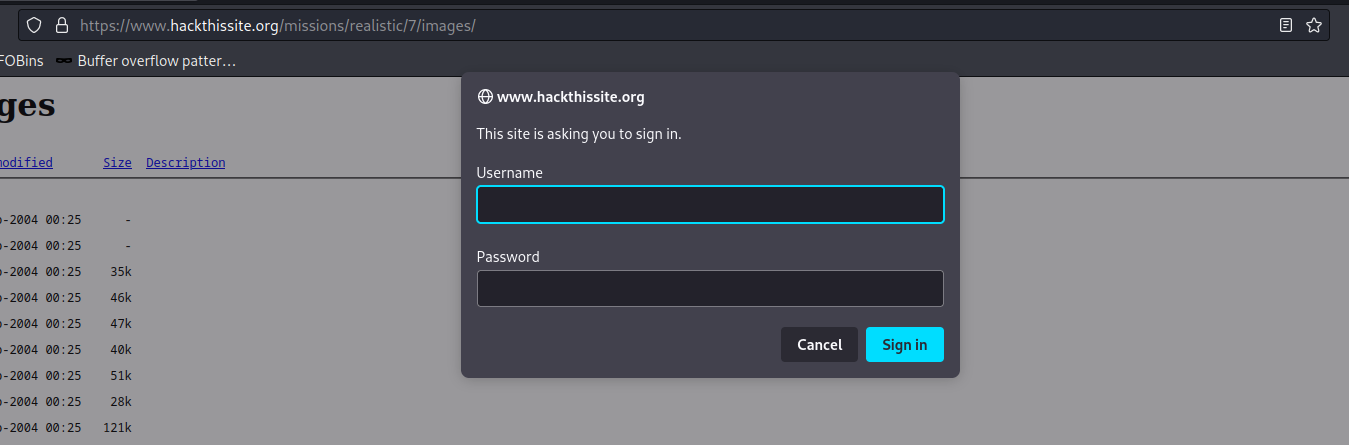 https://www.hackthissite.org/missions/realistic/7/images/
FOBins Buffer overflow patter…
ges
www.hackthissite.org
This site is asking you to sign in.
modified Size Description
Username
-2004 00:25 -
-2004 00:25 -
Password
-2004 00:25 35k
-2004 00:25 46k
-2004 00:25 47k
Cancel Sign in
-2004 00:25 40k
-2004 00:25 51k
-2004 00:25 28k
-2004 00:25 121k